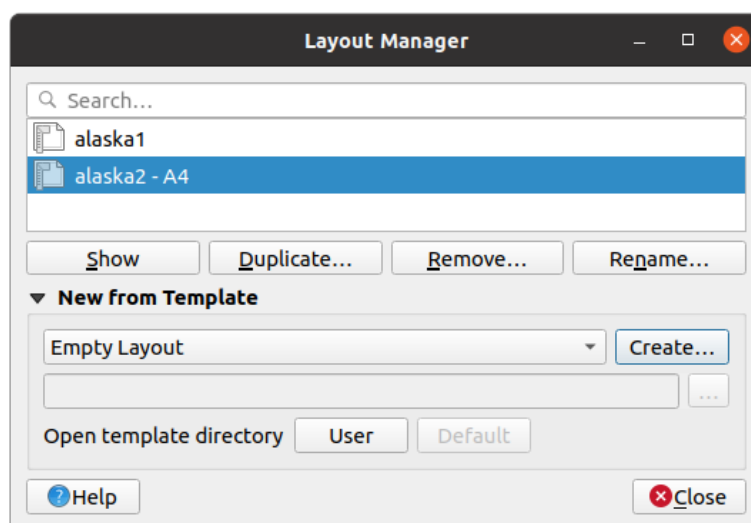 Layout Manager
Search...
alaska1
alaska2 - A4
Show Duplicate... Remove... Rename...
New from Template
Empty Layout Create...
...
Open template directory User Default
Help Close